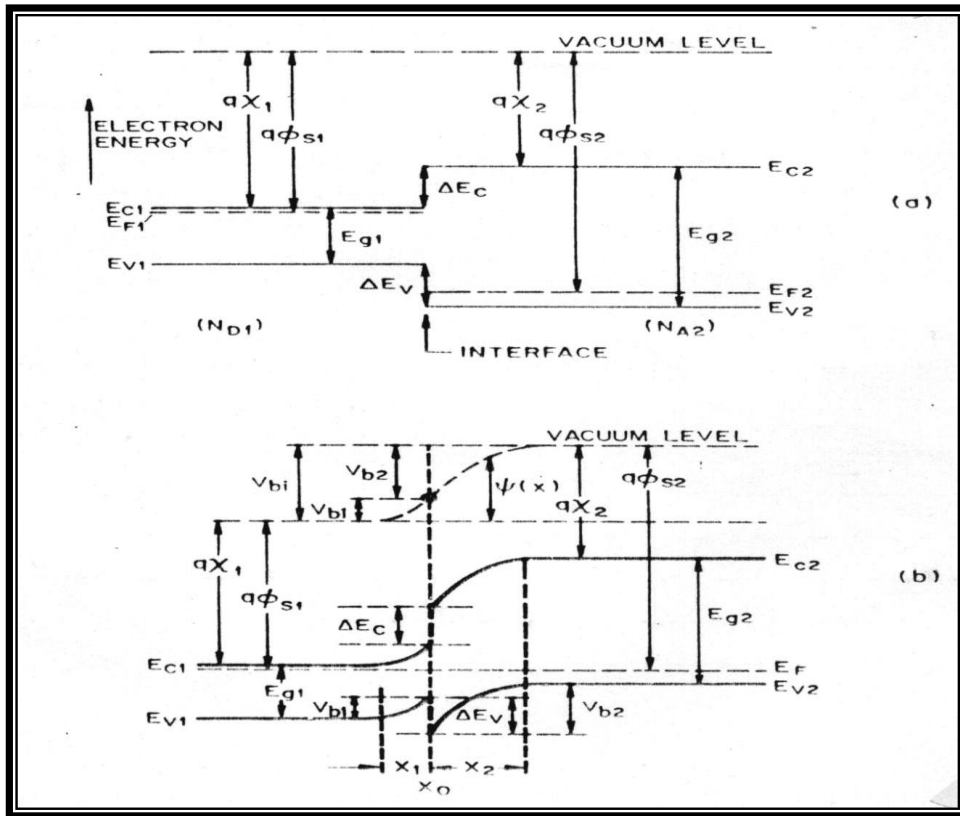 VACUUM LEVEL
qχ₁
qφS1
qχ₂
qφS2
ELECTRON
ENERGY
ΔEC
EC2
(a)
EC1
EF1
Eg1
Eg2
EV1
ΔEV
EF2
EV2
(ND1)
(NA2)
INTERFACE
VACUUM LEVEL
Vbi
Vb2
Vb1
ψ(x)
qχ₂
qφS2
qχ₁
qφS1
EC2
(b)
ΔEC
Eg2
EC1
EF
Eg1
EV2
Vb1
ΔEV
Vb2
EV1
X₁
X₂
X₀